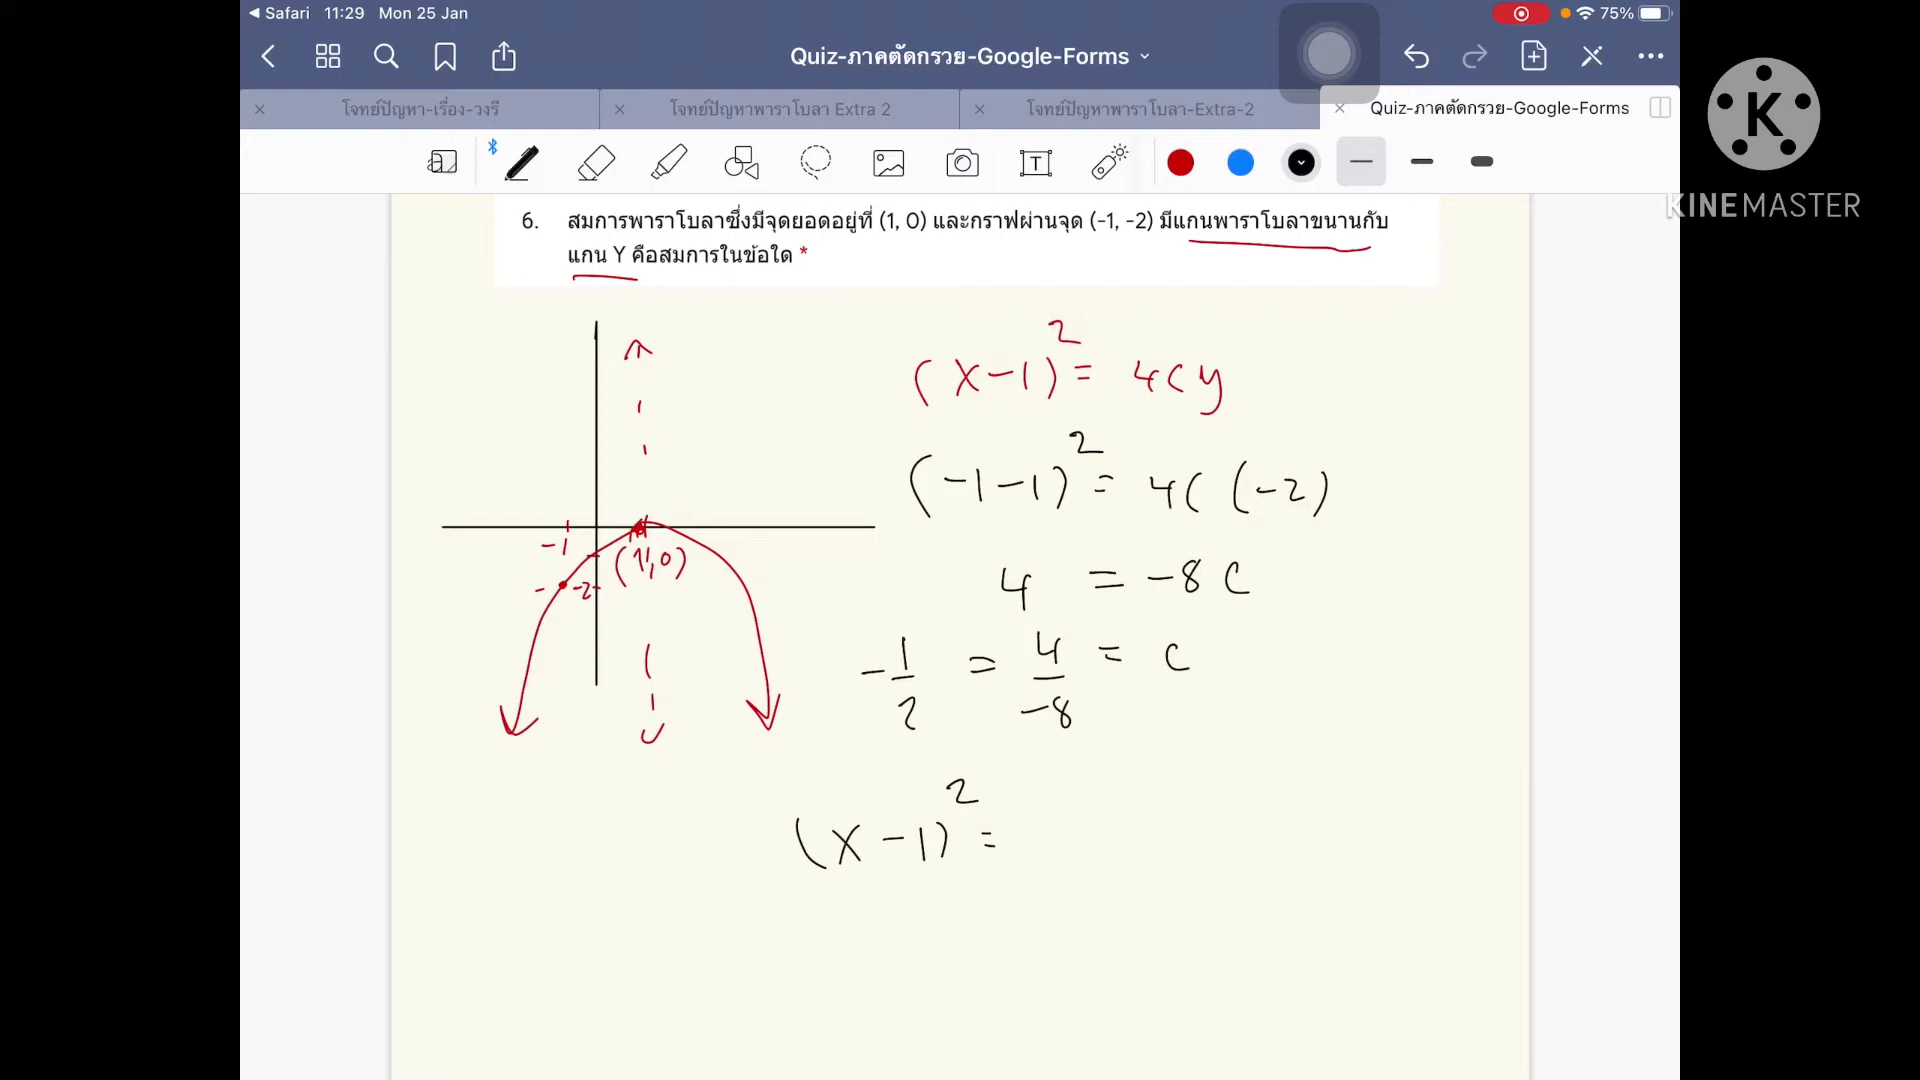 Safari 11:29 Mon 25 Jan 75%
Quiz-ภาคตัดกรวย-Google-Forms
โจทย์ปัญหา-เรื่อง-วงรี
โจทย์ปัญหาพาราโบลา Extra 2
โจทย์ปัญหาพาราโบลา-Extra-2
Quiz-ภาคตัดกรวย-Google-Forms
K
KINEMASTER
T
6. สมการพาราโบลาซึ่งมีจุดยอดอยู่ที่ (1, 0) และกราฟผ่านจุด (-1, -2) มีแกนพาราโบลาขนานกับ
แกน Y คือสมการในข้อใด *
(x-1)² = 4cy
(-1-1)² = 4c(-2)
-1
(1,0)
-2
4 = -8c
-1/2 = 4/-8 = c
(x-1)² =